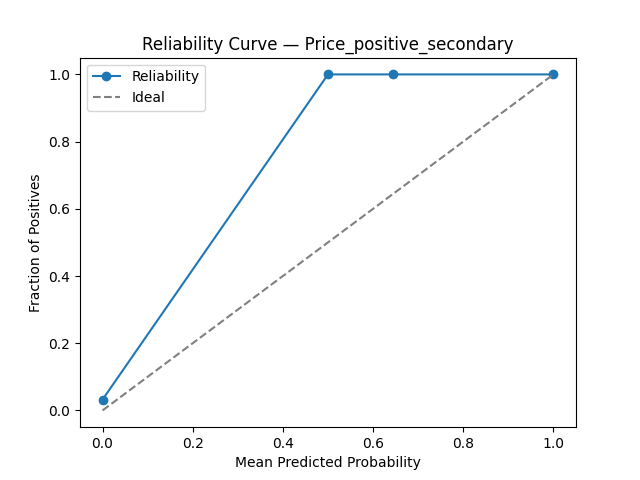 Reliability Curve — Price_positive_secondary
Reliability
Ideal
Fraction of Positives
1.0
0.8
0.6
0.4
0.2
0.0
0.0 0.2 0.4 0.6 0.8 1.0
Mean Predicted Probability